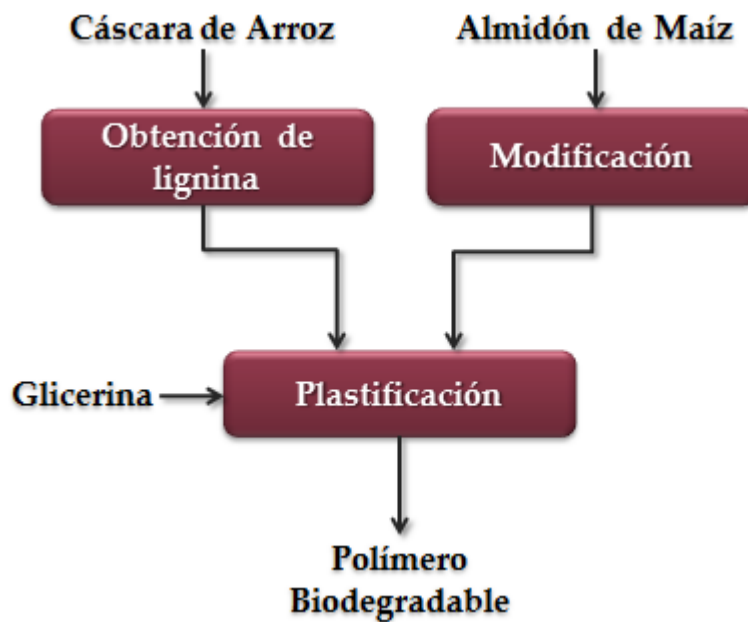 Cáscara de Arroz
Almidón de Maíz
Obtención de
lignina
Modificación
Glicerina
Plastificación
Polímero
Biodegradable